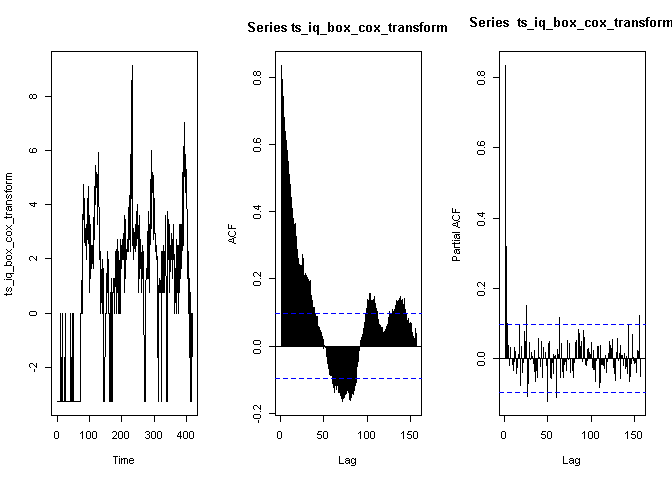 Series ts_iq_box_cox_transform
Series ts_iq_box_cox_transform
ts_iq_box_cox_transform
8
6
4
2
0
-2
0 100 200 300 400
Time
ACF
0.8
0.6
0.4
0.2
0.0
-0.2
0 50 100 150
Lag
Partial ACF
0.8
0.6
0.4
0.2
0.0
0 50 100 150
Lag